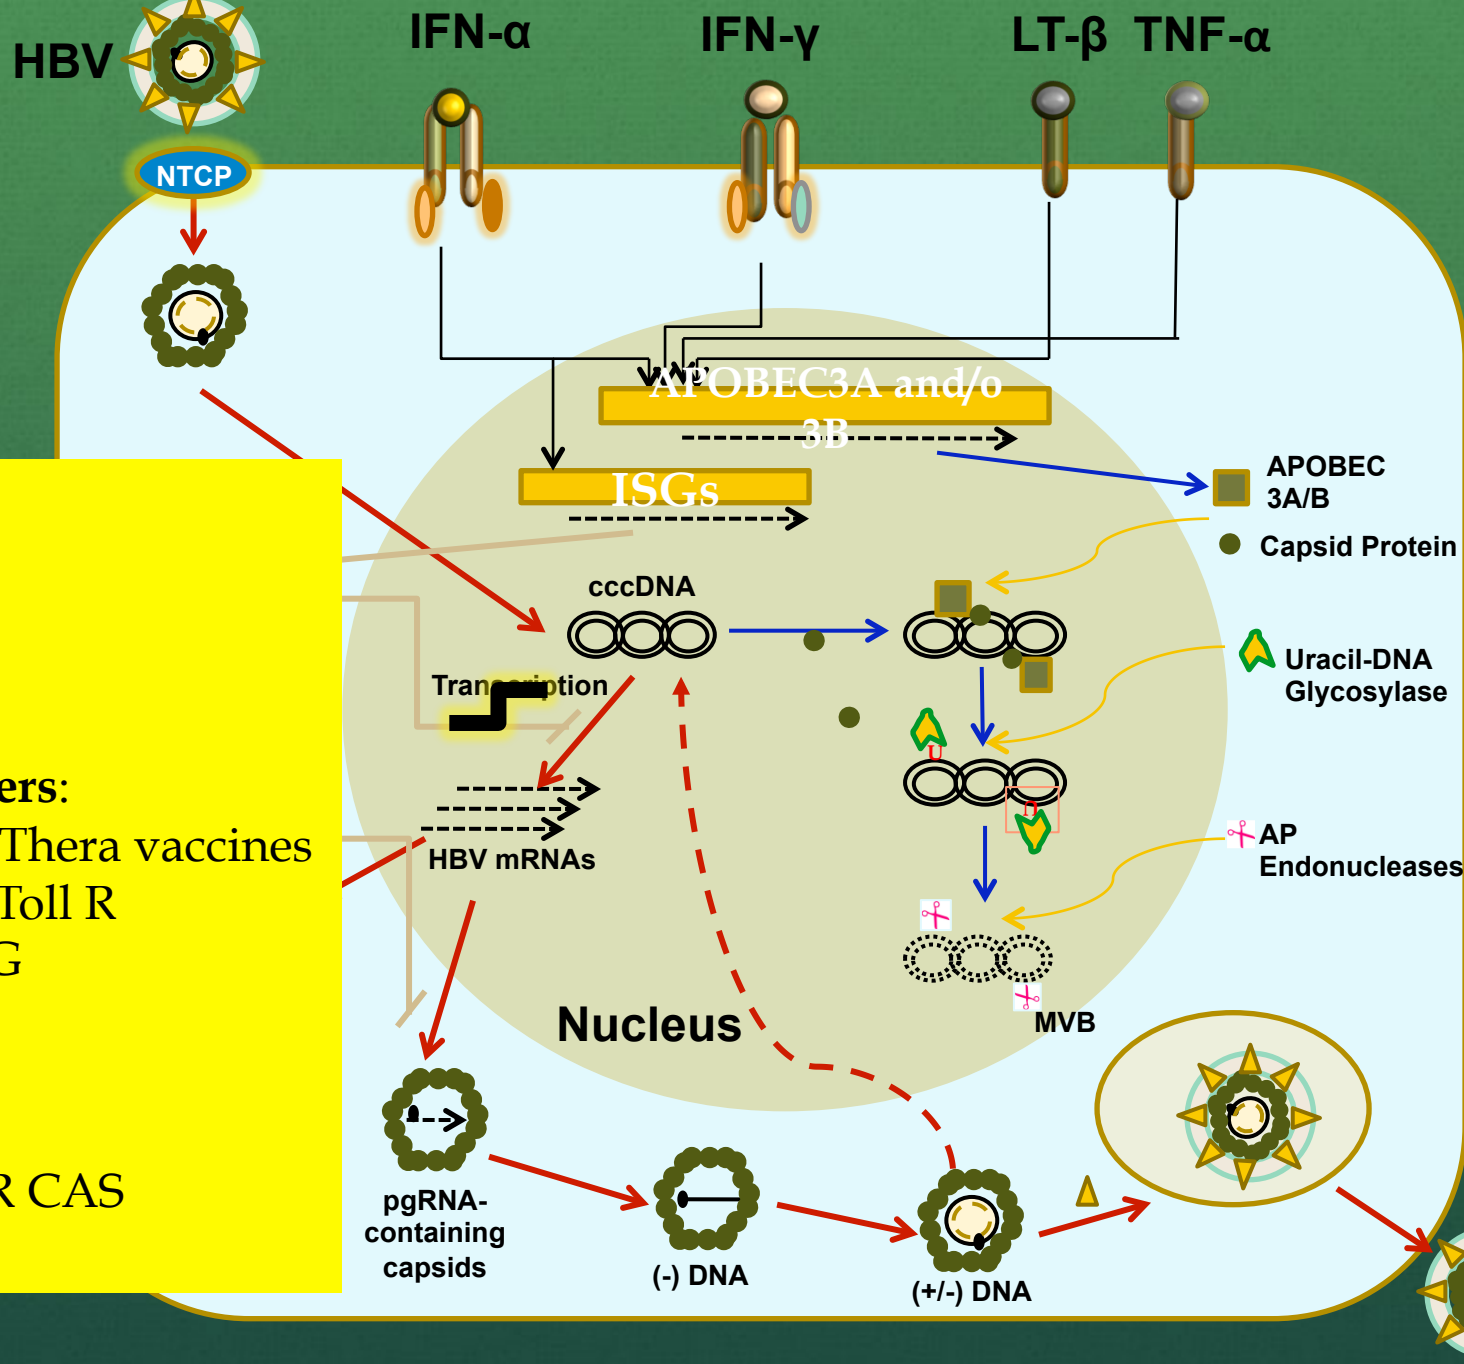 HBV
IFN-α
IFN-γ
LT-β
TNF-α
NTCP
APOBEC3A and/o
3B
ISGs
APOBEC
3A/B
Capsid Protein
cccDNA
Transcription
Uracil-DNA
Glycosylase
U
U
ers:
Thera vaccines
Toll R
G
R CAS
HBV mRNAs
AP
Endonucleases
Nucleus
MVB
pgRNA-
containing
capsids
(-) DNA
(+/-) DNA